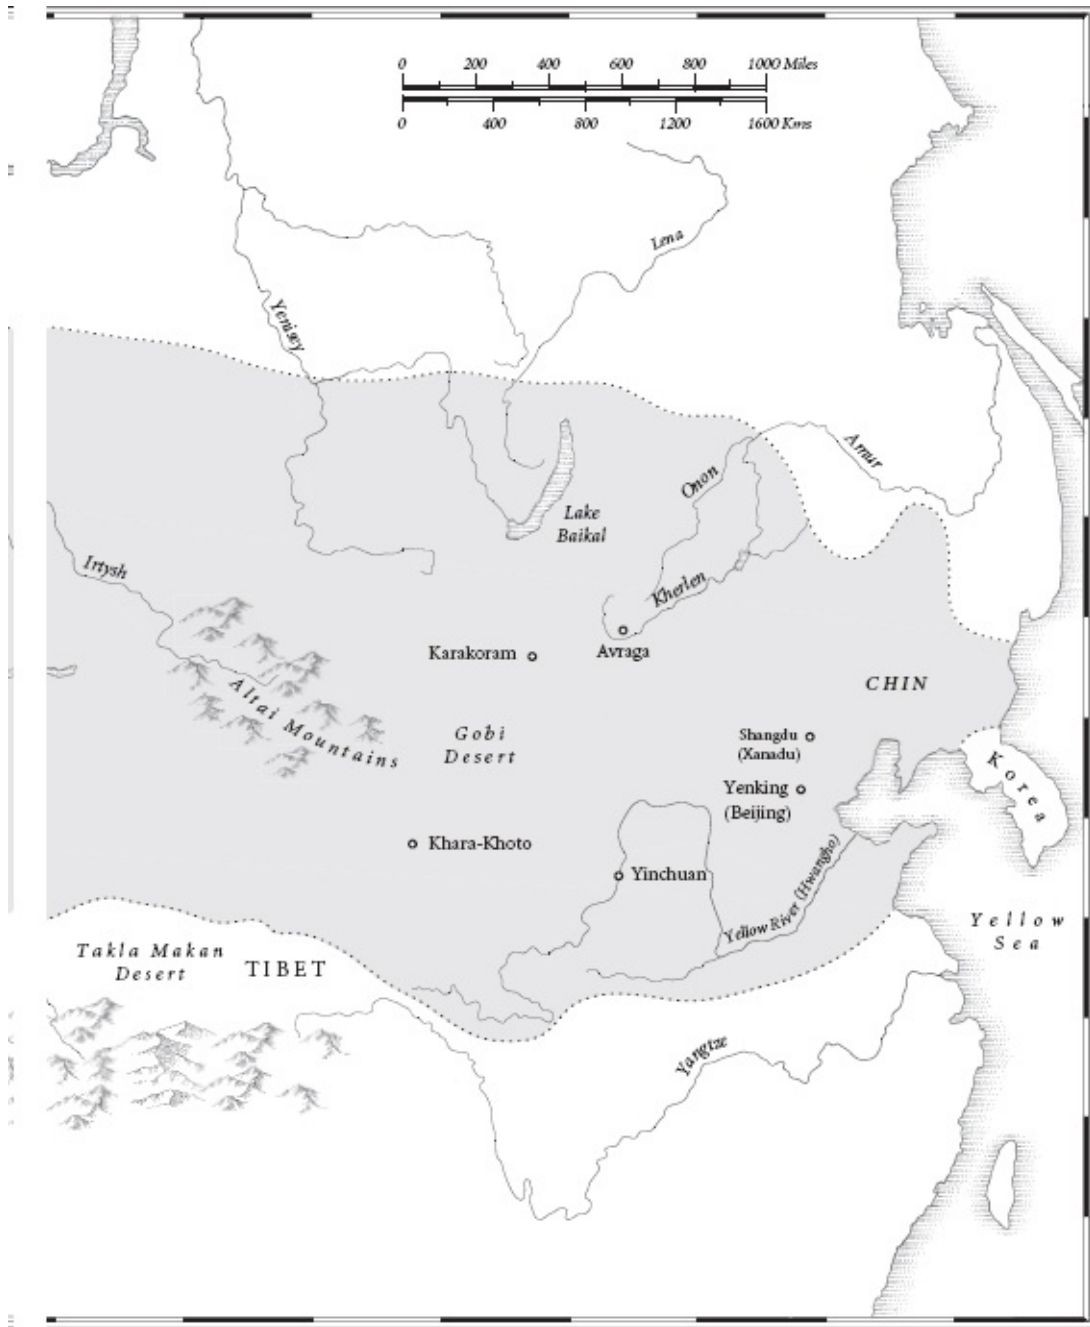 0 200 400 600 800 1000 Miles
0 400 800 1200 1600 Kms
Lena
Yenisey
Amur
Onon
Lake
Baikal
Irtysh
Kherlen
Karakoram
Avraga
Altai Mountains
CHIN
Gobi
Desert
Shangdu
(Xanadu)
Korea
Yenking
(Beijing)
Khara-Khoto
Yinchuan
Yellow River (Hwangho)
Yellow
Sea
Takla Makan
Desert
TIBET
Yangtze